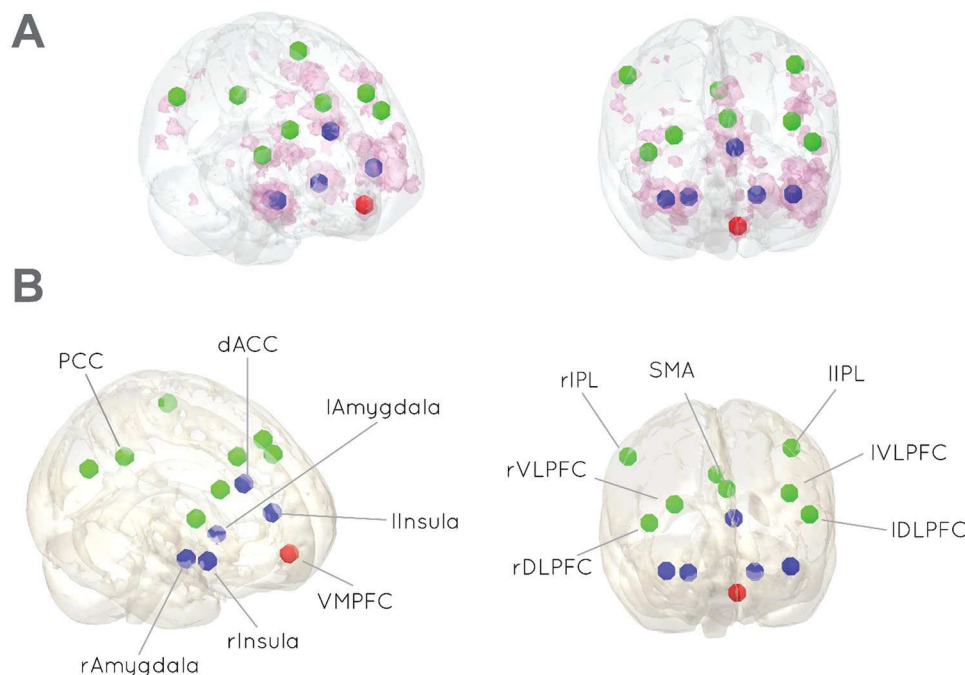 A
B
dACC
PCC
lAmygdala
lInsula
VMPFC
rInsula
rAmygdala
SMA
rIPL
lIPL
rVLPFC
lVLPFC
rDLPFC
lDLPFC